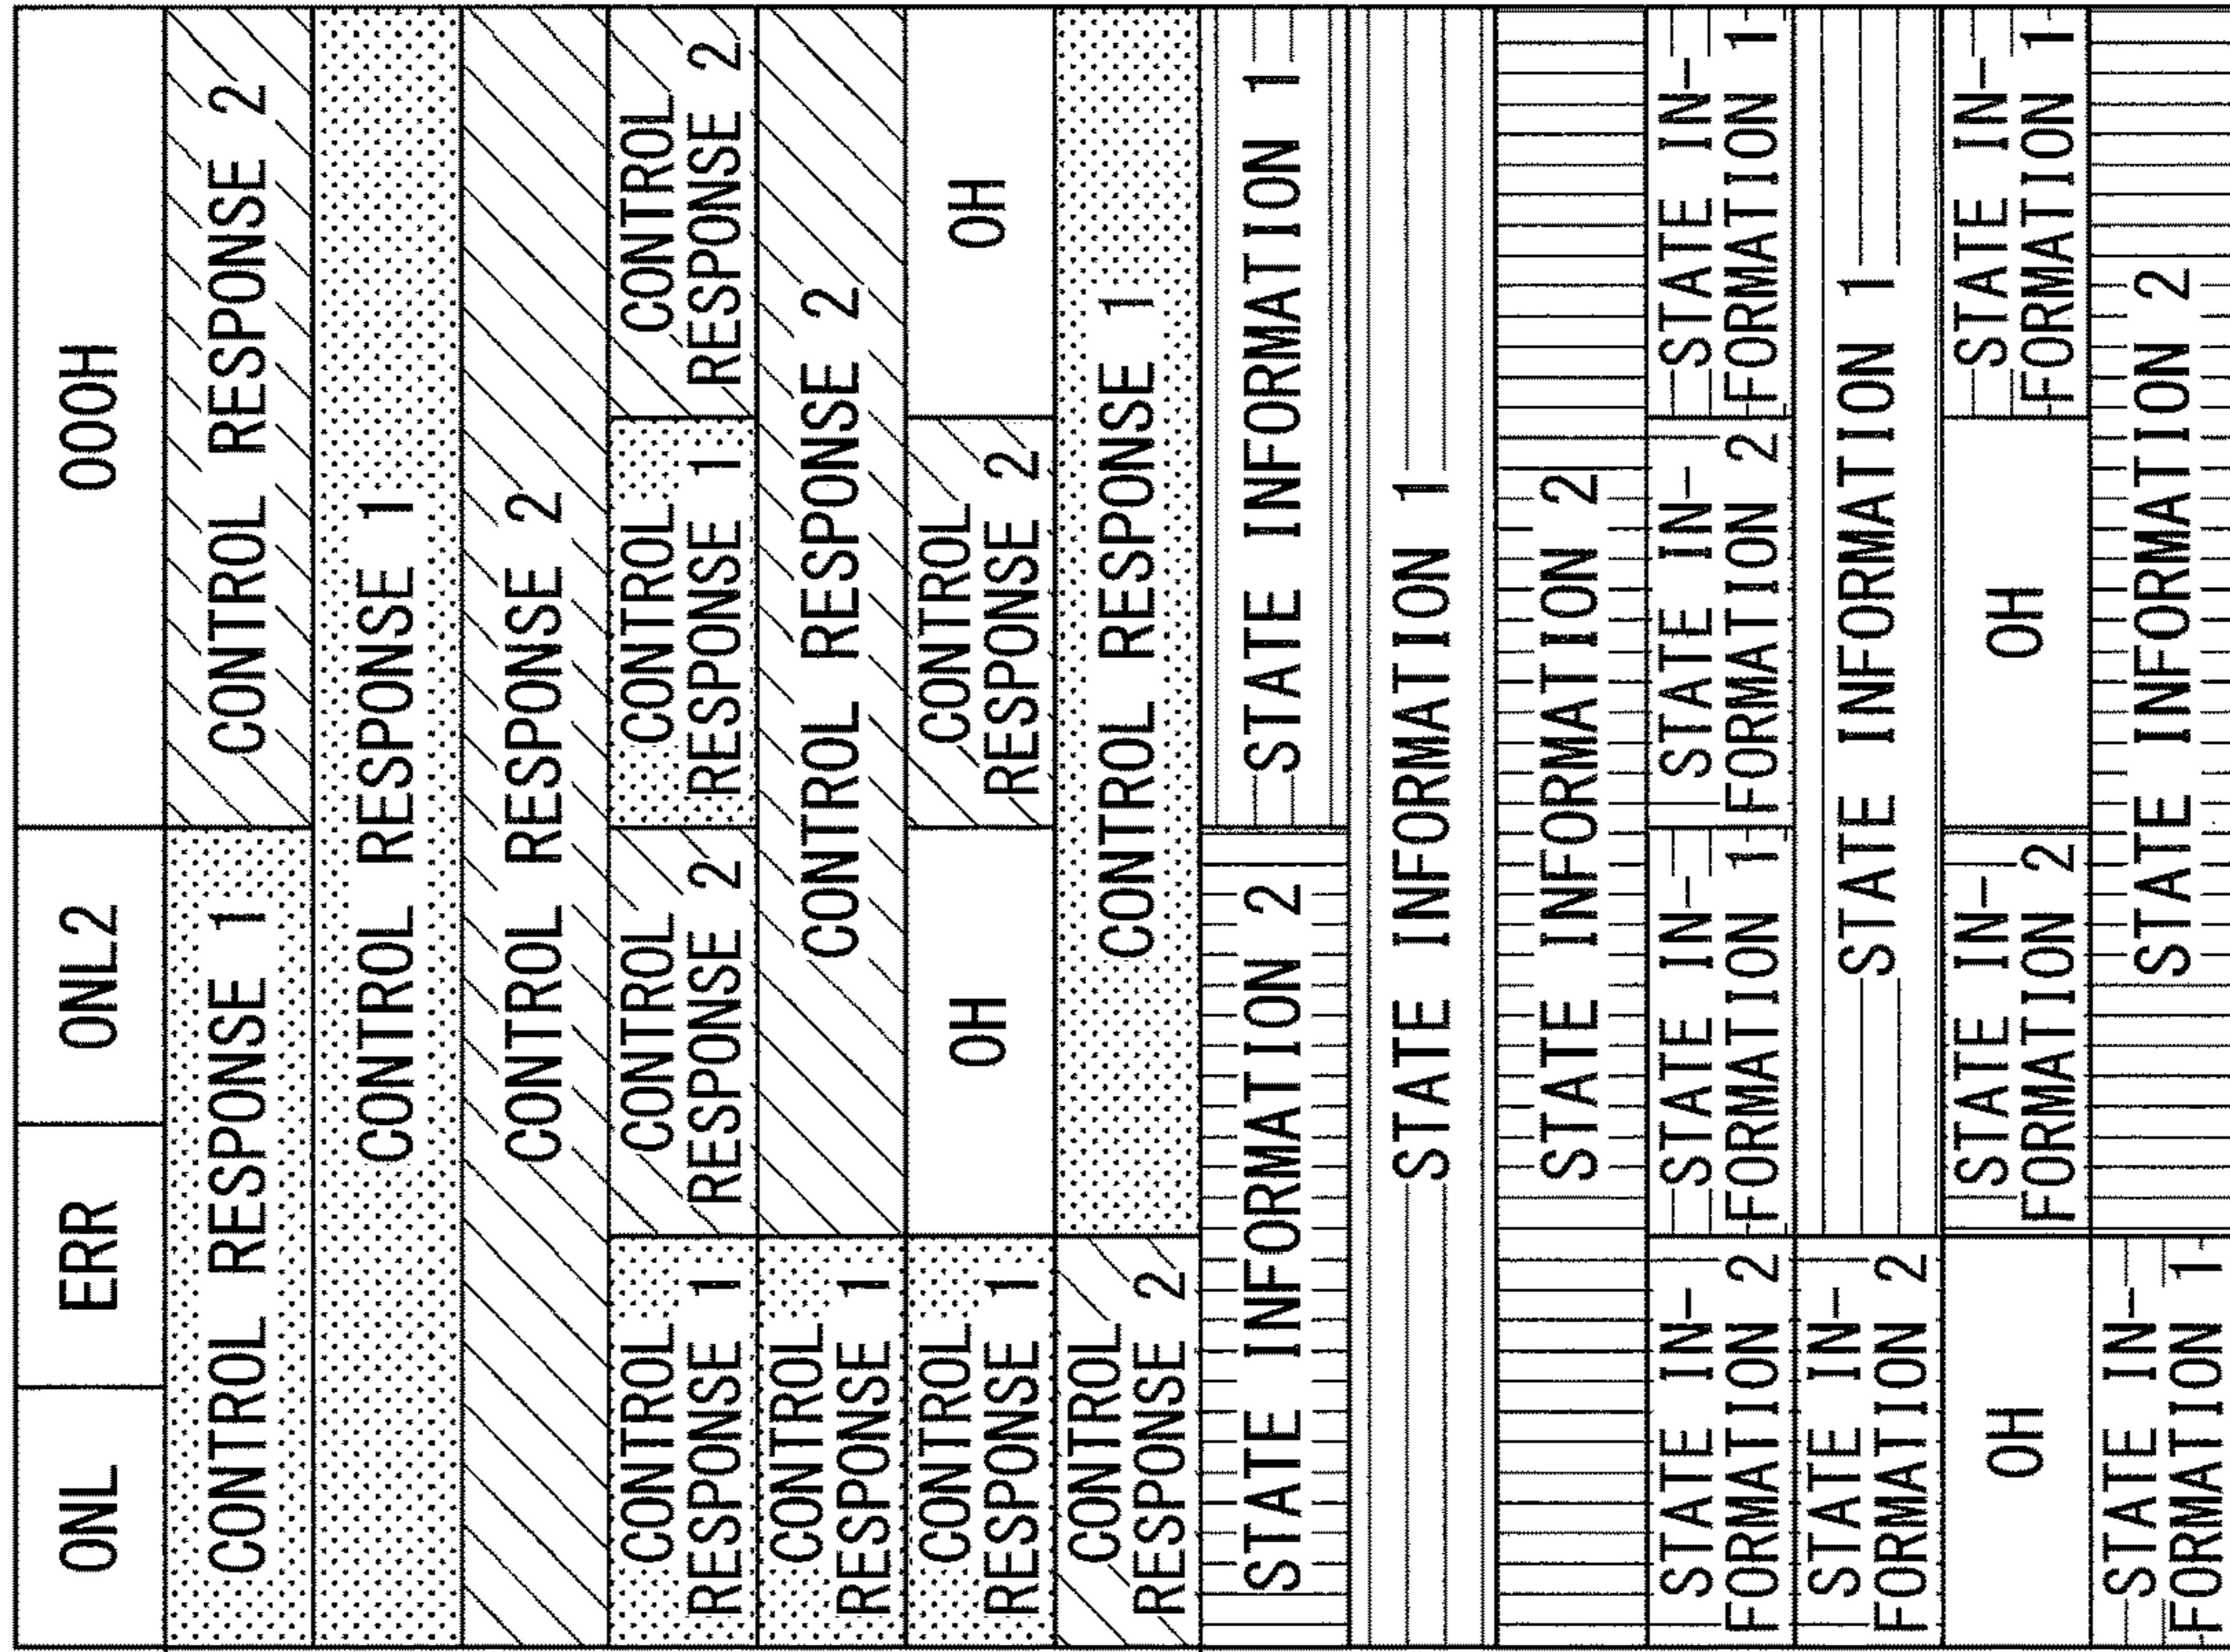 ONL
ERR
ONL2
000H
CONTROL RESPONSE 1
CONTROL RESPONSE 2
CONTROL RESPONSE 1
CONTROL RESPONSE 2
CONTROL
RESPONSE 1
CONTROL
RESPONSE 2
CONTROL
RESPONSE 1
CONTROL
RESPONSE 2
CONTROL
RESPONSE 1
CONTROL RESPONSE 2
CONTROL
RESPONSE 1
0H
CONTROL
RESPONSE 2
0H
CONTROL
RESPONSE 2
CONTROL RESPONSE 1
STATE INFORMATION 2
STATE INFORMATION 1
STATE INFORMATION 1
STATE INFORMATION 2
STATE IN-
FORMATION 2
STATE IN-
FORMATION 1
STATE IN-
FORMATION 2
STATE IN-
FORMATION 1
STATE IN-
FORMATION 2
STATE INFORMATION 1
0H
STATE IN-
FORMATION 2
0H
STATE IN-
FORMATION 1
STATE IN-
FORMATION 1
STATE INFORMATION 2